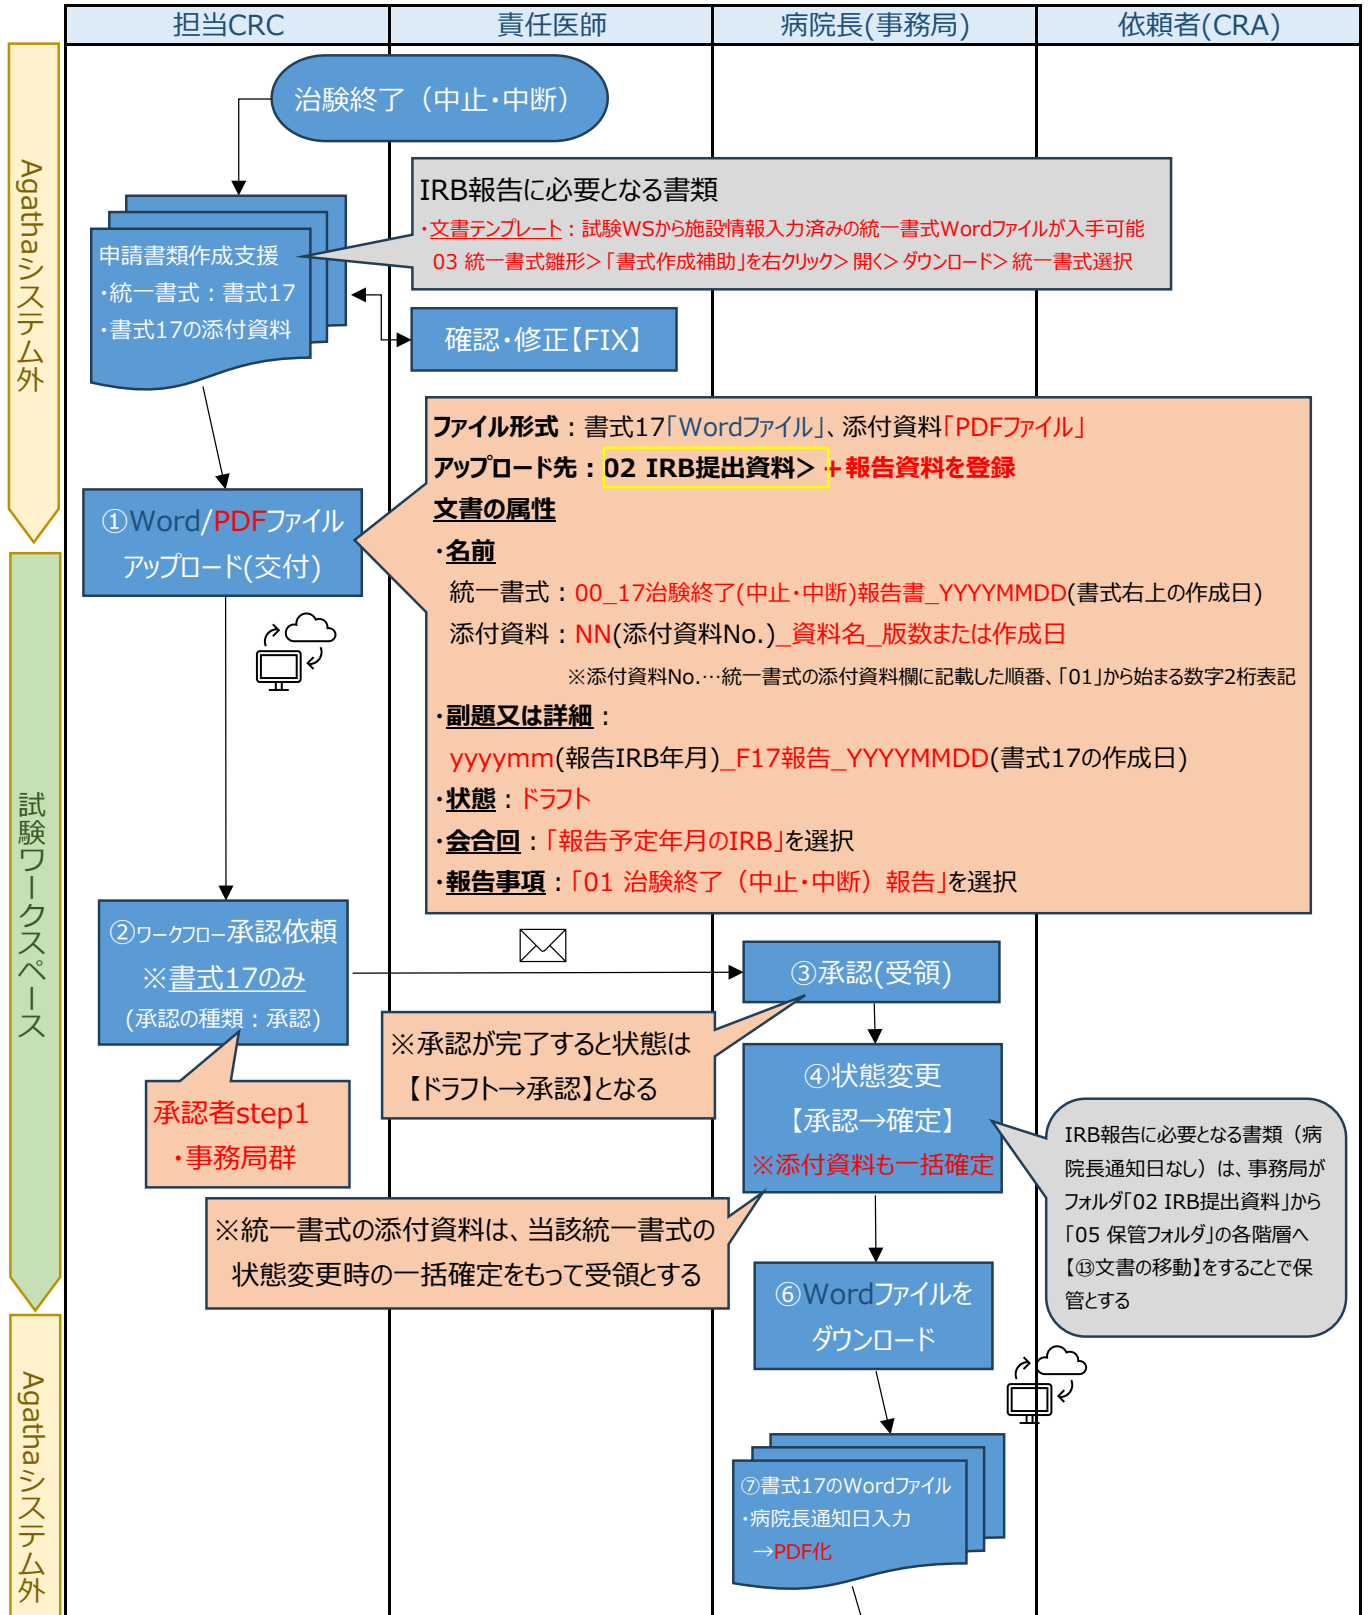 担当CRC
責任医師
病院長(事務局)
依頼者(CRA)
Agathaシステム外
治験終了（中止・中断）
IRB報告に必要となる書類
・文書テンプレート：試験WSから施設情報入力済みの統一書式Wordファイルが入手可能
03 統一書式雛形＞「書式作成補助」を右クリック＞開く＞ダウンロード＞統一書式選択
申請書類作成支援
・統一書式：書式17
・書式17の添付資料
確認・修正【FIX】
ファイル形式：書式17「Wordファイル」、添付資料「PDFファイル」
アップロード先：02 IRB提出資料＞＋報告資料を登録
文書の属性
・名前
統一書式：00_17治験終了(中止・中断)報告書_YYYYMMDD(書式右上の作成日)
添付資料：NN(添付資料No.)_資料名_版数または作成日
※添付資料No.…統一書式の添付資料欄に記載した順番、「01」から始まる数字2桁表記
・副題又は詳細：
yyyymm(報告IRB年月)_F17報告_YYYYMMDD(書式17の作成日)
・状態：ドラフト
・会合回：「報告予定年月のIRB」を選択
・報告事項：「01 治験終了（中止・中断）報告」を選択
①Word/PDFファイル
アップロード(交付)
試験ワークスペース
②ワークフロー承認依頼
※書式17のみ
(承認の種類：承認)
③承認(受領)
※承認が完了すると状態は
【ドラフト→承認】となる
承認者step1
・事務局群
④状態変更
【承認→確定】
※添付資料も一括確定
IRB報告に必要となる書類（病
院長通知日なし）は、事務局が
フォルダ「02 IRB提出資料」から
「05 保管フォルダ」の各階層へ
【⑬文書の移動】をすることで保
管とする
※統一書式の添付資料は、当該統一書式の
状態変更時の一括確定をもって受領とする
⑥Wordファイルを
ダウンロード
Agathaシステム外
⑦書式17のWordファイル
・病院長通知日入力
→PDF化